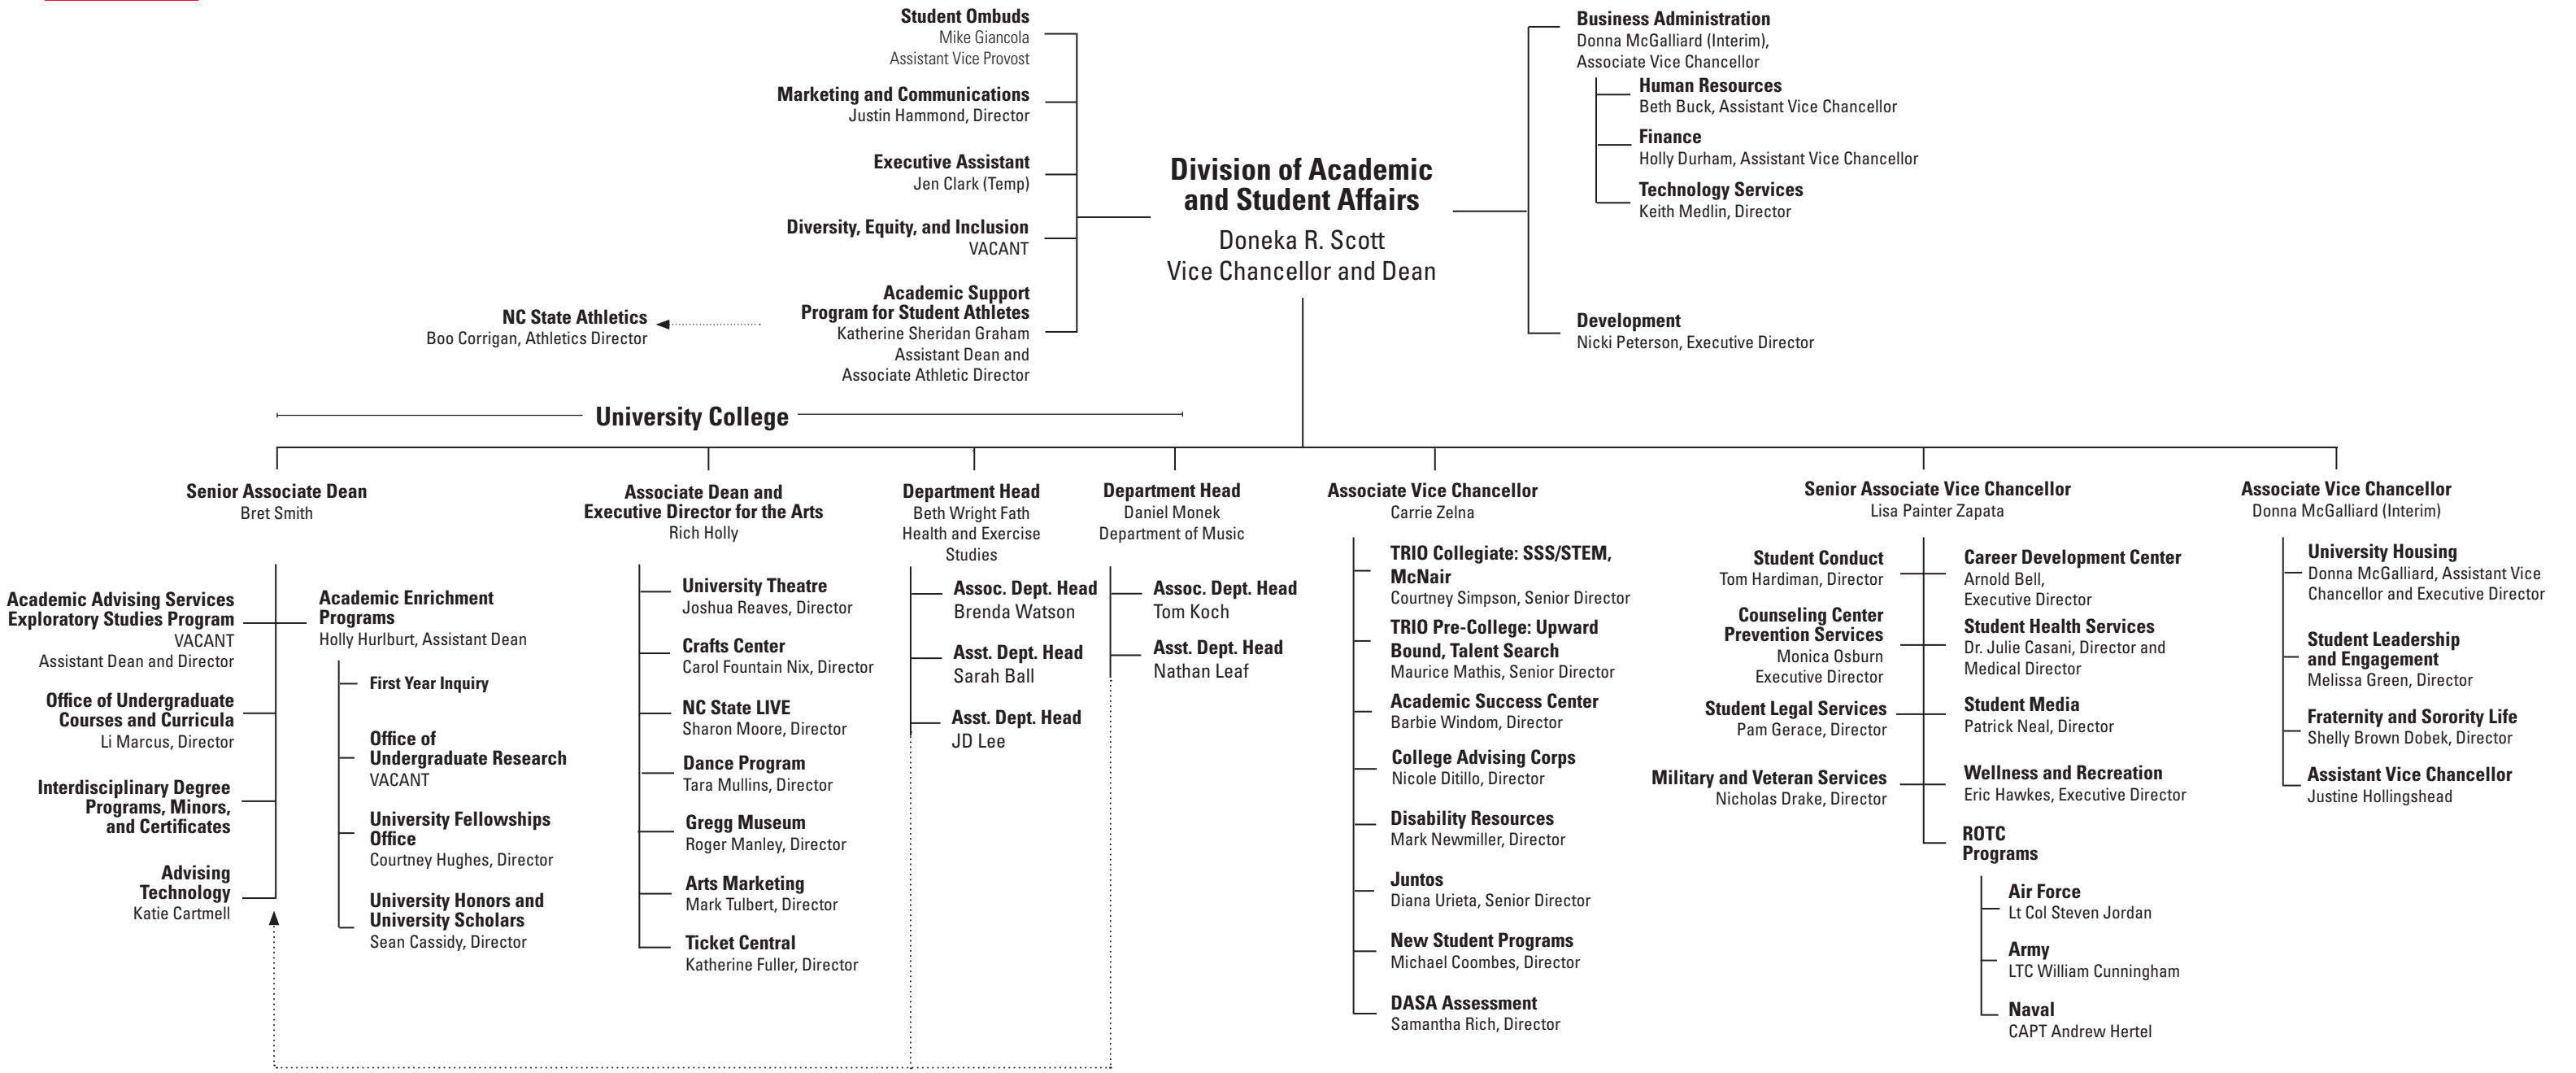 Student Ombuds
Mike Giancola
Assistant Vice Provost
Marketing and Communications
Justin Hammond, Director
Executive Assistant
Jen Clark (Temp)
Diversity, Equity, and Inclusion
VACANT
Academic Support
Program for Student Athletes
Katherine Sheridan Graham
Assistant Dean and
Associate Athletic Director
NC State Athletics
Boo Corrigan, Athletics Director
Division of Academic
and Student Affairs
Doneka R. Scott
Vice Chancellor and Dean
Business Administration
Donna McGalliard (Interim),
Associate Vice Chancellor
Human Resources
Beth Buck, Assistant Vice Chancellor
Finance
Holly Durham, Assistant Vice Chancellor
Technology Services
Keith Medlin, Director
Development
Nicki Peterson, Executive Director
University College
Senior Associate Dean
Bret Smith
Academic Advising Services
Exploratory Studies Program
VACANT
Assistant Dean and Director
Office of Undergraduate
Courses and Curricula
Li Marcus, Director
Interdisciplinary Degree
Programs, Minors,
and Certificates
Advising
Technology
Katie Cartmell
Academic Enrichment
Programs
Holly Hurlburt, Assistant Dean
First Year Inquiry
Office of
Undergraduate Research
VACANT
University Fellowships
Office
Courtney Hughes, Director
University Honors and
University Scholars
Sean Cassidy, Director
Associate Dean and
Executive Director for the Arts
Rich Holly
University Theatre
Joshua Reaves, Director
Crafts Center
Carol Fountain Nix, Director
NC State LIVE
Sharon Moore, Director
Dance Program
Tara Mullins, Director
Gregg Museum
Roger Manley, Director
Arts Marketing
Mark Tulbert, Director
Ticket Central
Katherine Fuller, Director
Department Head
Beth Wright Fath
Health and Exercise
Studies
Assoc. Dept. Head
Brenda Watson
Asst. Dept. Head
Sarah Ball
Asst. Dept. Head
JD Lee
Department Head
Daniel Monek
Department of Music
Assoc. Dept. Head
Tom Koch
Asst. Dept. Head
Nathan Leaf
Associate Vice Chancellor
Carrie Zelna
TRIO Collegiate: SSS/STEM,
McNair
Courtney Simpson, Senior Director
TRIO Pre-College: Upward
Bound, Talent Search
Maurice Mathis, Senior Director
Academic Success Center
Barbie Windom, Director
College Advising Corps
Nicole Ditillo, Director
Disability Resources
Mark Newmiller, Director
Juntos
Diana Urieta, Senior Director
New Student Programs
Michael Coombes, Director
DASA Assessment
Samantha Rich, Director
Senior Associate Vice Chancellor
Lisa Painter Zapata
Student Conduct
Tom Hardiman, Director
Counseling Center
Prevention Services
Monica Osburn
Executive Director
Student Legal Services
Pam Gerace, Director
Military and Veteran Services
Nicholas Drake, Director
Career Development Center
Arnold Bell,
Executive Director
Student Health Services
Dr. Julie Casani, Director and
Medical Director
Student Media
Patrick Neal, Director
Wellness and Recreation
Eric Hawkes, Executive Director
ROTC
Programs
Air Force
Lt Col Steven Jordan
Army
LTC William Cunningham
Naval
CAPT Andrew Hertel
Associate Vice Chancellor
Donna McGalliard (Interim)
University Housing
Donna McGalliard, Assistant Vice
Chancellor and Executive Director
Student Leadership
and Engagement
Melissa Green, Director
Fraternity and Sorority Life
Shelly Brown Dobek, Director
Assistant Vice Chancellor
Justine Hollingshead